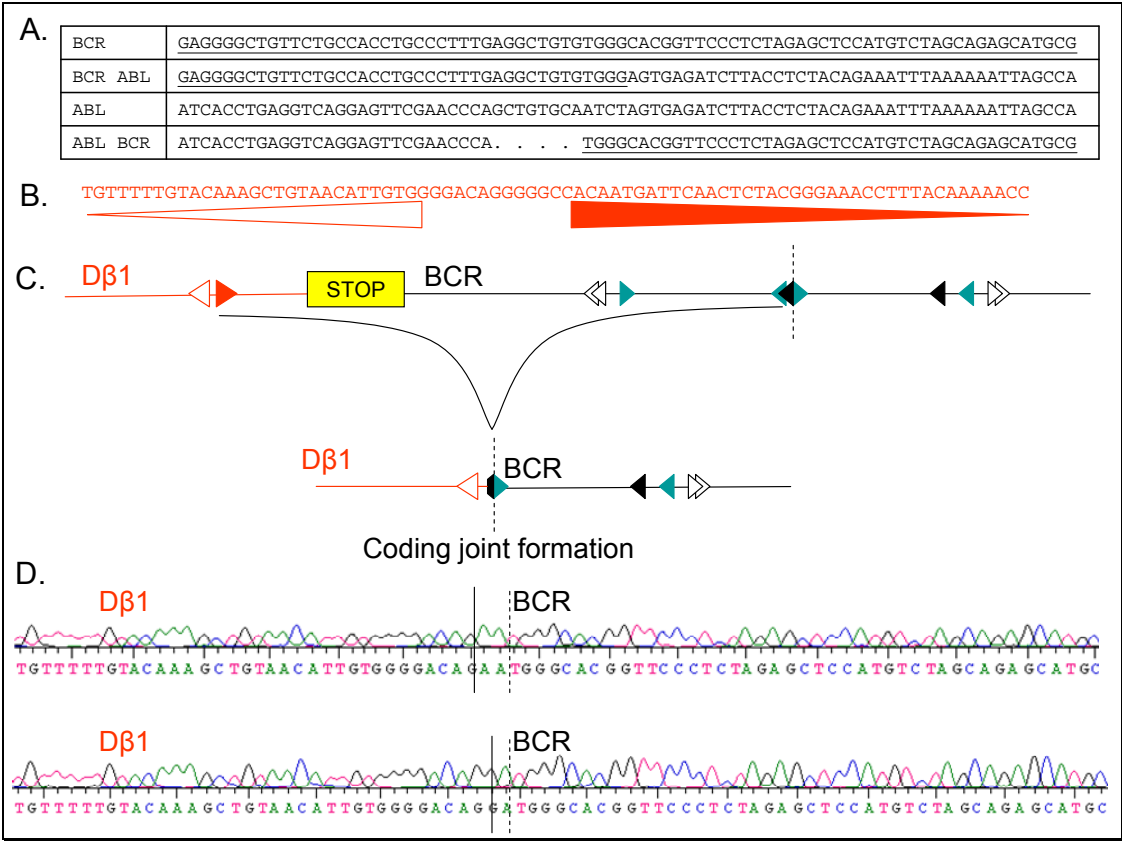 A.
BCR GAGGGGCTGTTCTGCCACCTGCCCTTTGAGGCTGTGTGGGCACGGTTCCCTCTAGAGCTCCATGTCTAGCAGAGCATGCG
BCR ABL GAGGGGCTGTTCTGCCACCTGCCCTTTGAGGCTGTGTGGGAGTGAGATCTTACCTCTACAGAAATTTAAAAAATTAGCCA
ABL ATCACCTGAGGTCAGGAGTTCGAACCCAGCTGTGCAATCTAGTGAGATCTTACCTCTACAGAAATTTAAAAAATTAGCCA
ABL BCR ATCACCTGAGGTCAGGAGTTCGAACCCA. . . . TGGGCACGGTTCCCTCTAGAGCTCCATGTCTAGCAGAGCATGCG
B.
TGTTTTTGTACAAAGCTGTAACATTGTGGGGACAGGGGGCCACAATGATTCAACTCTACGGGAAACCTTTACAAAAACC
C.
Dβ1 STOP BCR
Dβ1 BCR
Coding joint formation
D.
Dβ1 BCR
TGTTTTTGTACAAAGCTGTAACATTGTGGGGACAGAATGGGCACGGTTCCCTCTAGAGCTCCATGTCTAGCAGAGCATGC
Dβ1 BCR
TGTTTTTGTACAAAGCTGTAACATTGTGGGGACAGGATGGGCACGGTTCCCTCTAGAGCTCCATGTCTAGCAGAGCATGC